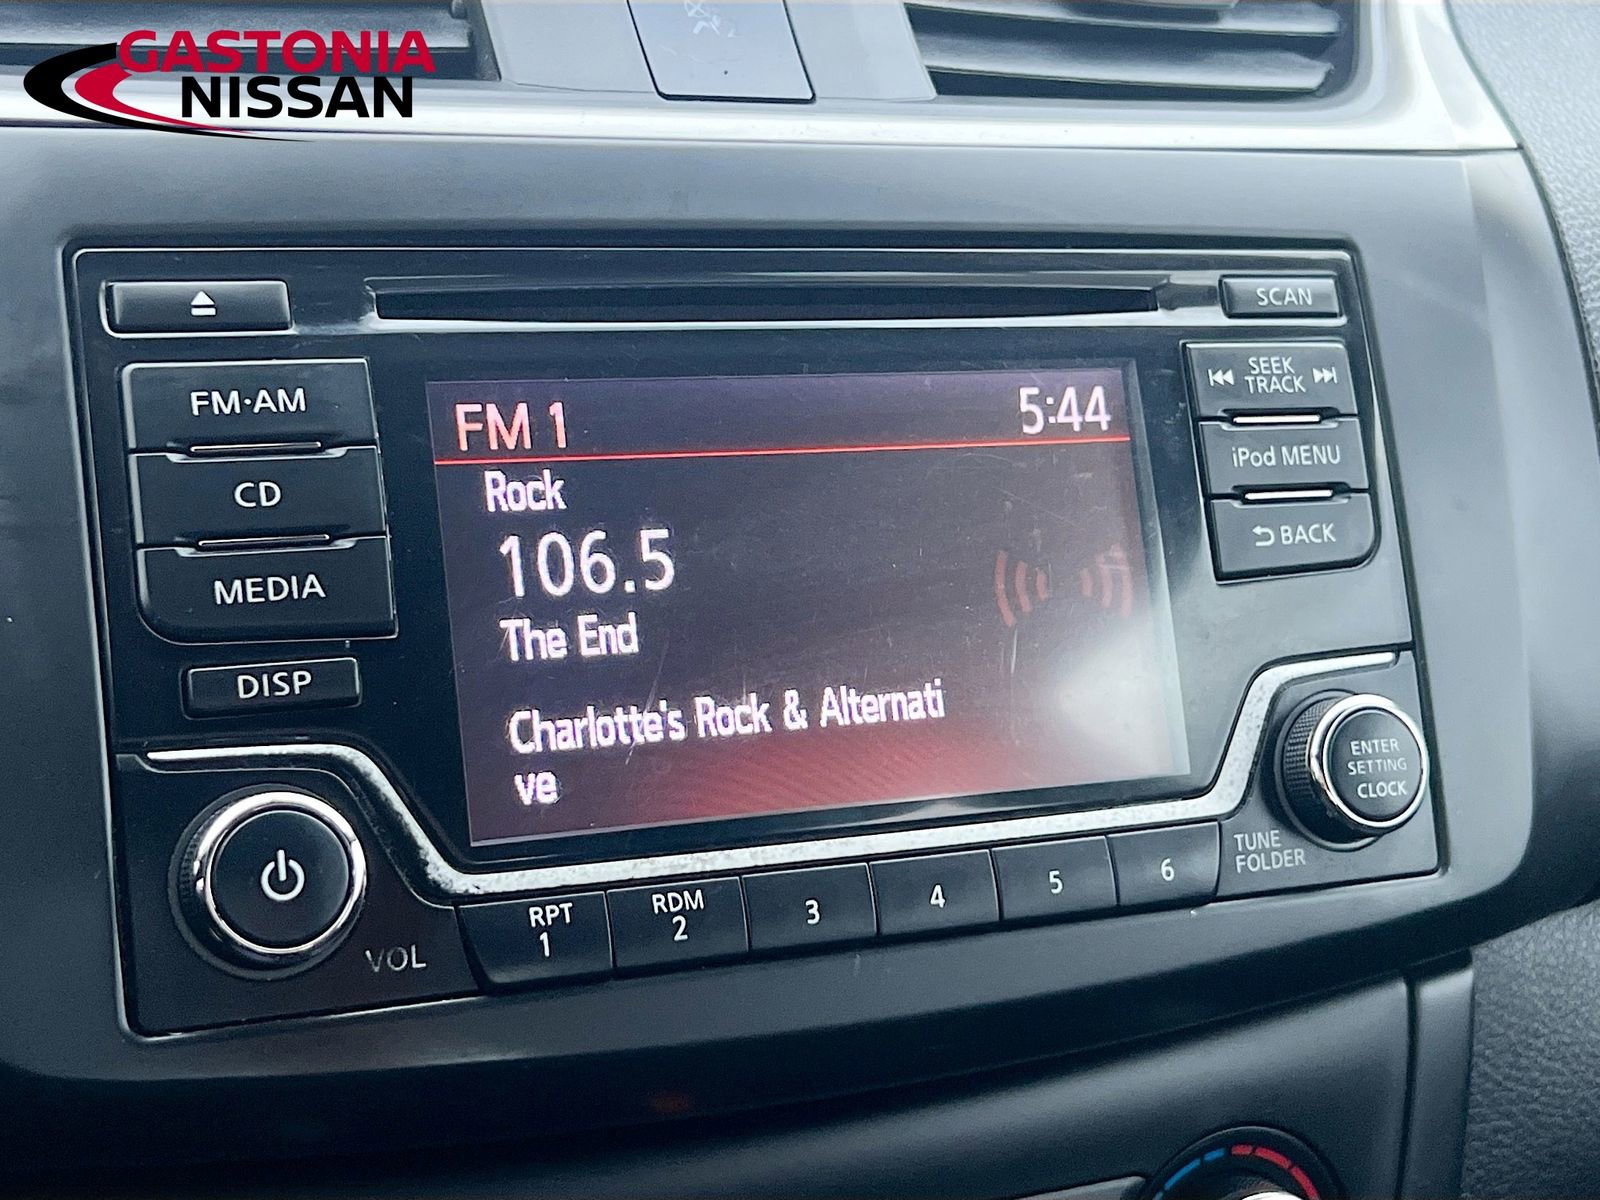 GASTONIA
NISSAN
SCAN
FM·AM
CD
MEDIA
DISP
VOL
FM 1 5:44
Rock
106.5
The End
Charlotte's Rock & Alternati
ve
SEEK
TRACK
iPod MENU
BACK
ENTER
SETTING
CLOCK
TUNE
FOLDER
RPT
1
RDM
2
3
4
5
6